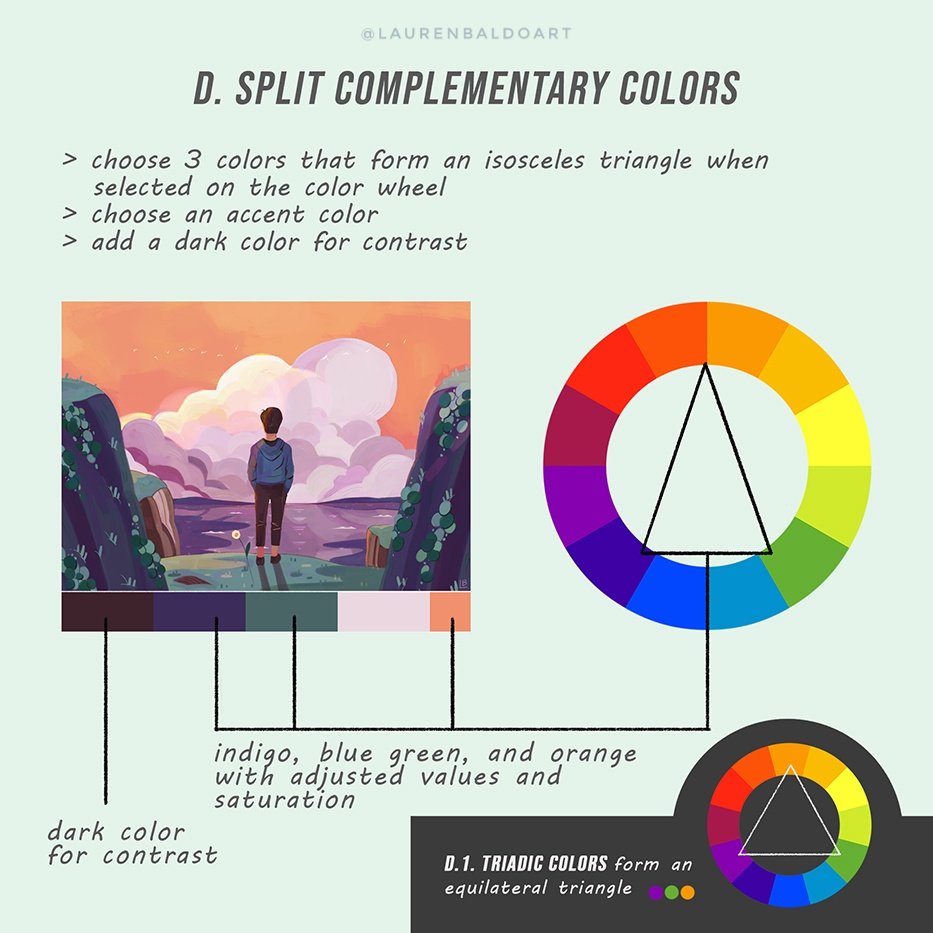 @LAURENBALDOART
D. SPLIT COMPLEMENTARY COLORS
> choose 3 colors that form an isosceles triangle when
selected on the color wheel
> choose an accent color
> add a dark color for contrast
indigo, blue green, and orange
with adjusted values and
saturation
dark color
for contrast
D.1. TRIADIC COLORS form an
equilateral triangle